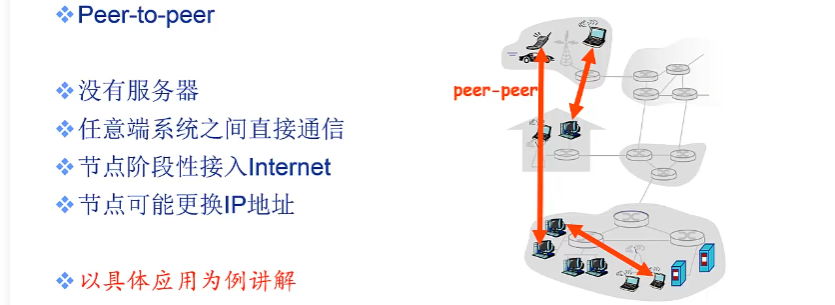 Peer-to-peer
没有服务器
任意端系统之间直接通信
节点阶段性接入Internet
节点可能更换IP地址
以具体应用为例讲解
peer-peer